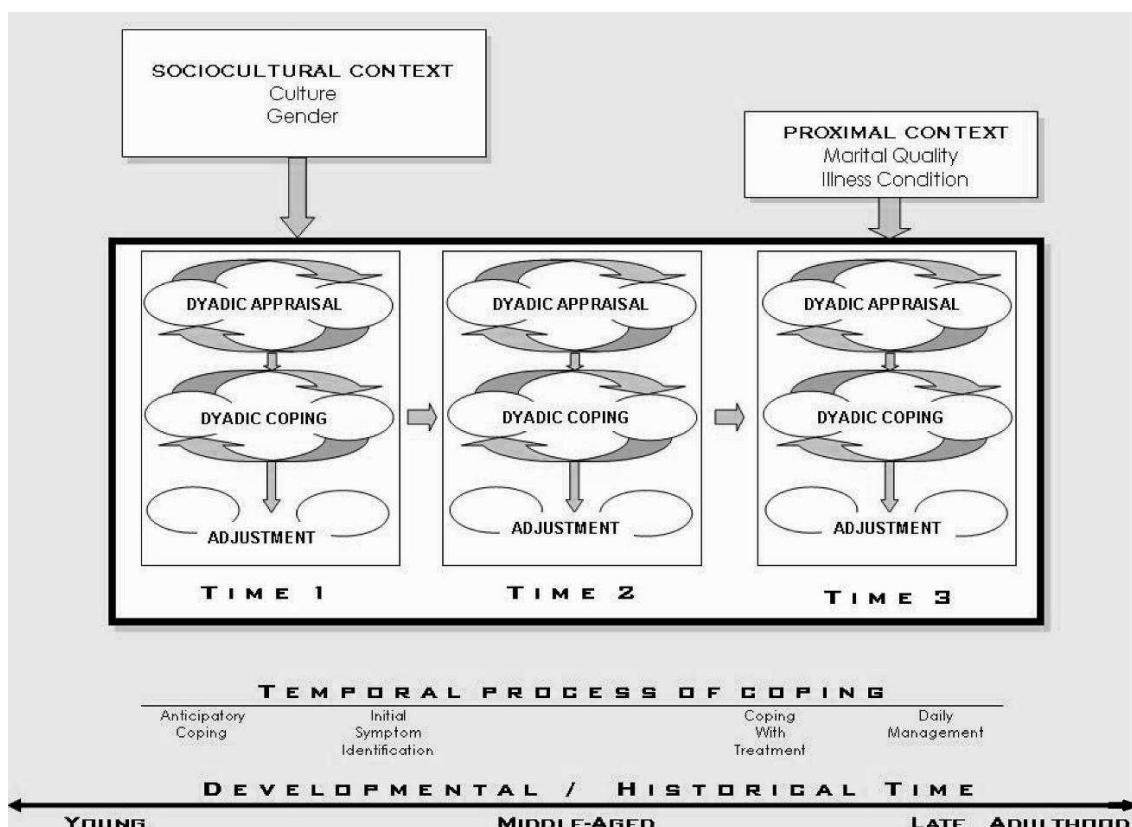 SOCIOCULTURAL CONTEXT
Culture
Gender
PROXIMAL CONTEXT
Marital Quality
Illness Condition
DYADIC APPRAISAL
DYADIC APPRAISAL
DYADIC APPRAISAL
DYADIC COPING
DYADIC COPING
DYADIC COPING
ADJUSTMENT
ADJUSTMENT
ADJUSTMENT
TIME 1
TIME 2
TIME 3
TEMPORAL PROCESS OF COPING
Anticipatory
Coping
Initial
Symptom
Identification
Coping
With
Treatment
Daily
Management
DEVELOPMENTAL / HISTORICAL TIME
YOUNG
MIDDLE-AGED
LATE ADULTHOOD